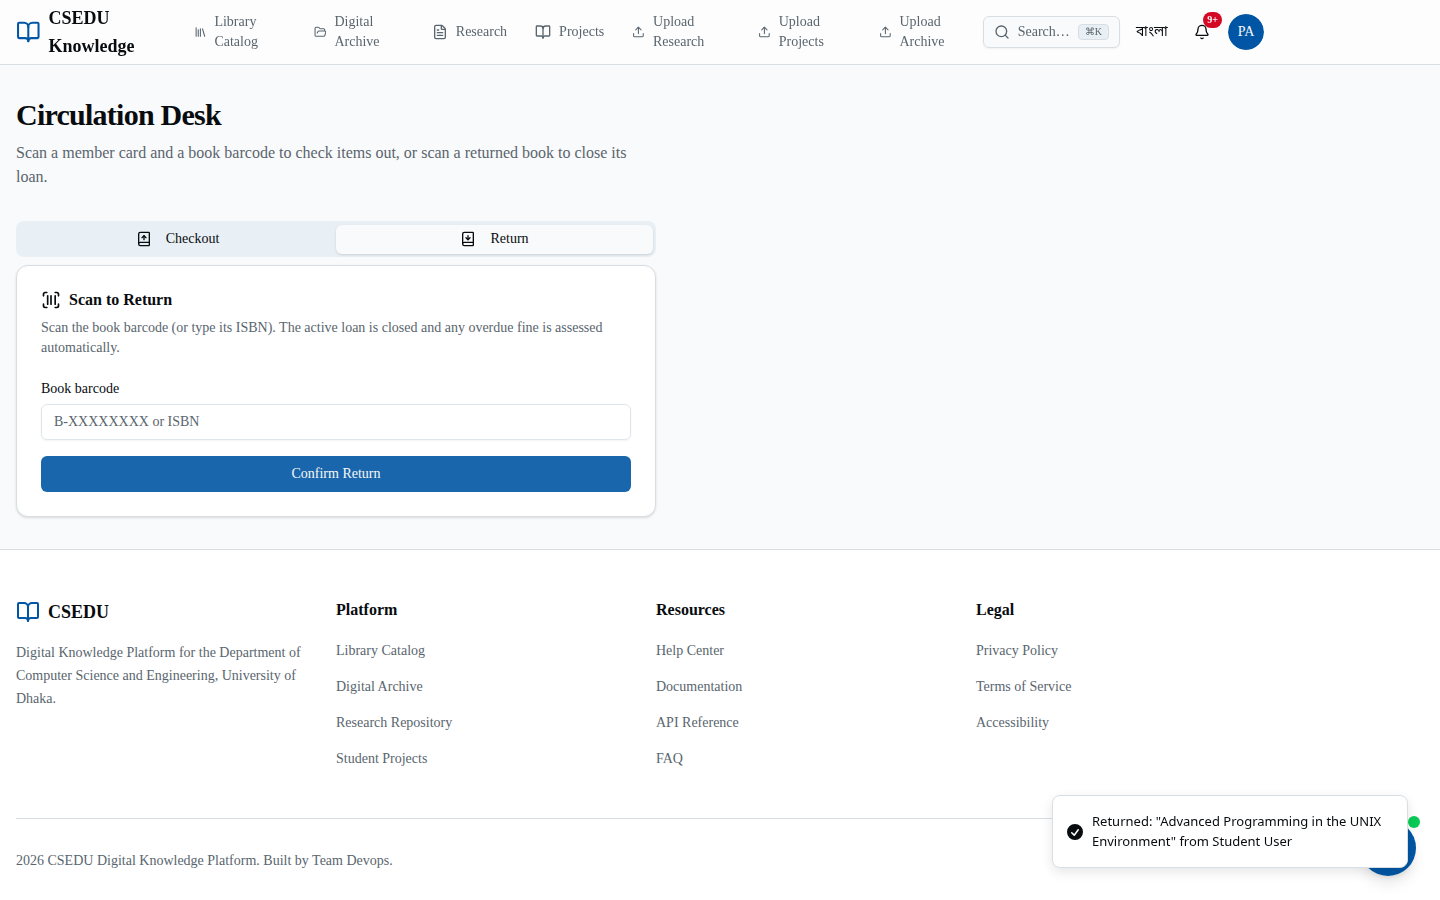 CSEDU
Knowledge
Library
Catalog
Digital
Archive
Research
Projects
Upload
Research
Upload
Projects
Upload
Archive
Search…
⌘K
বাংলা
9+
PA
Circulation Desk
Scan a member card and a book barcode to check items out, or scan a returned book to close its
loan.
Checkout
Return
Scan to Return
Scan the book barcode (or type its ISBN). The active loan is closed and any overdue fine is assessed
automatically.
Book barcode
B-XXXXXXXX or ISBN
Confirm Return
CSEDU
Digital Knowledge Platform for the Department of
Computer Science and Engineering, University of
Dhaka.
Platform
Library Catalog
Digital Archive
Research Repository
Student Projects
Resources
Help Center
Documentation
API Reference
FAQ
Legal
Privacy Policy
Terms of Service
Accessibility
2026 CSEDU Digital Knowledge Platform. Built by Team Devops.
Returned: "Advanced Programming in the UNIX
Environment" from Student User